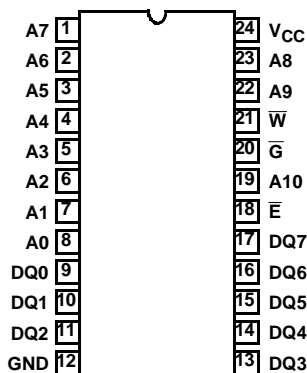 A7 1 24 VCC
A6 2 23 A8
A5 3 22 A9
A4 4 21 W̅
A3 5 20 G̅
A2 6 19 A10
A1 7 18 E̅
A0 8 17 DQ7
DQ0 9 16 DQ6
DQ1 10 15 DQ5
DQ2 11 14 DQ4
GND 12 13 DQ3